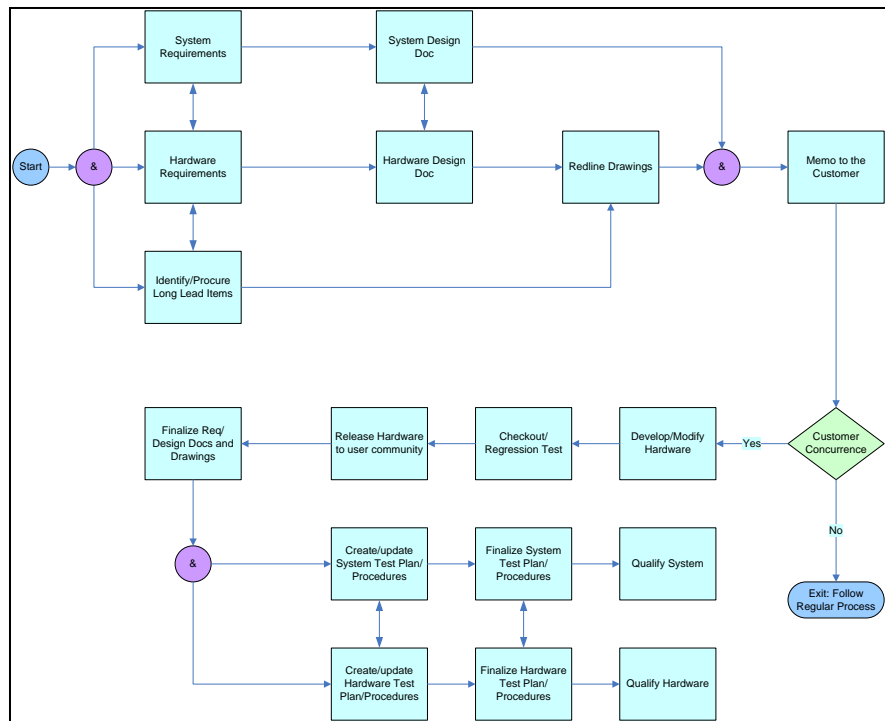 System
Requirements
System Design
Doc
Start
&
Hardware
Requirements
Hardware Design
Doc
Redline Drawings
&
Memo to the
Customer
Identify/Procure
Long Lead Items
Finalize Req/
Design Docs and
Drawings
Release Hardware
to user community
Checkout/
Regression Test
Develop/Modify
Hardware
Yes
Customer
Concurrence
No
&
Create/update
System Test Plan/
Procedures
Finalize System
Test Plan/
Procedures
Qualify System
Exit: Follow
Regular Process
Create/update
Hardware Test
Plan/Procedures
Finalize Hardware
Test Plan/
Procedures
Qualify Hardware